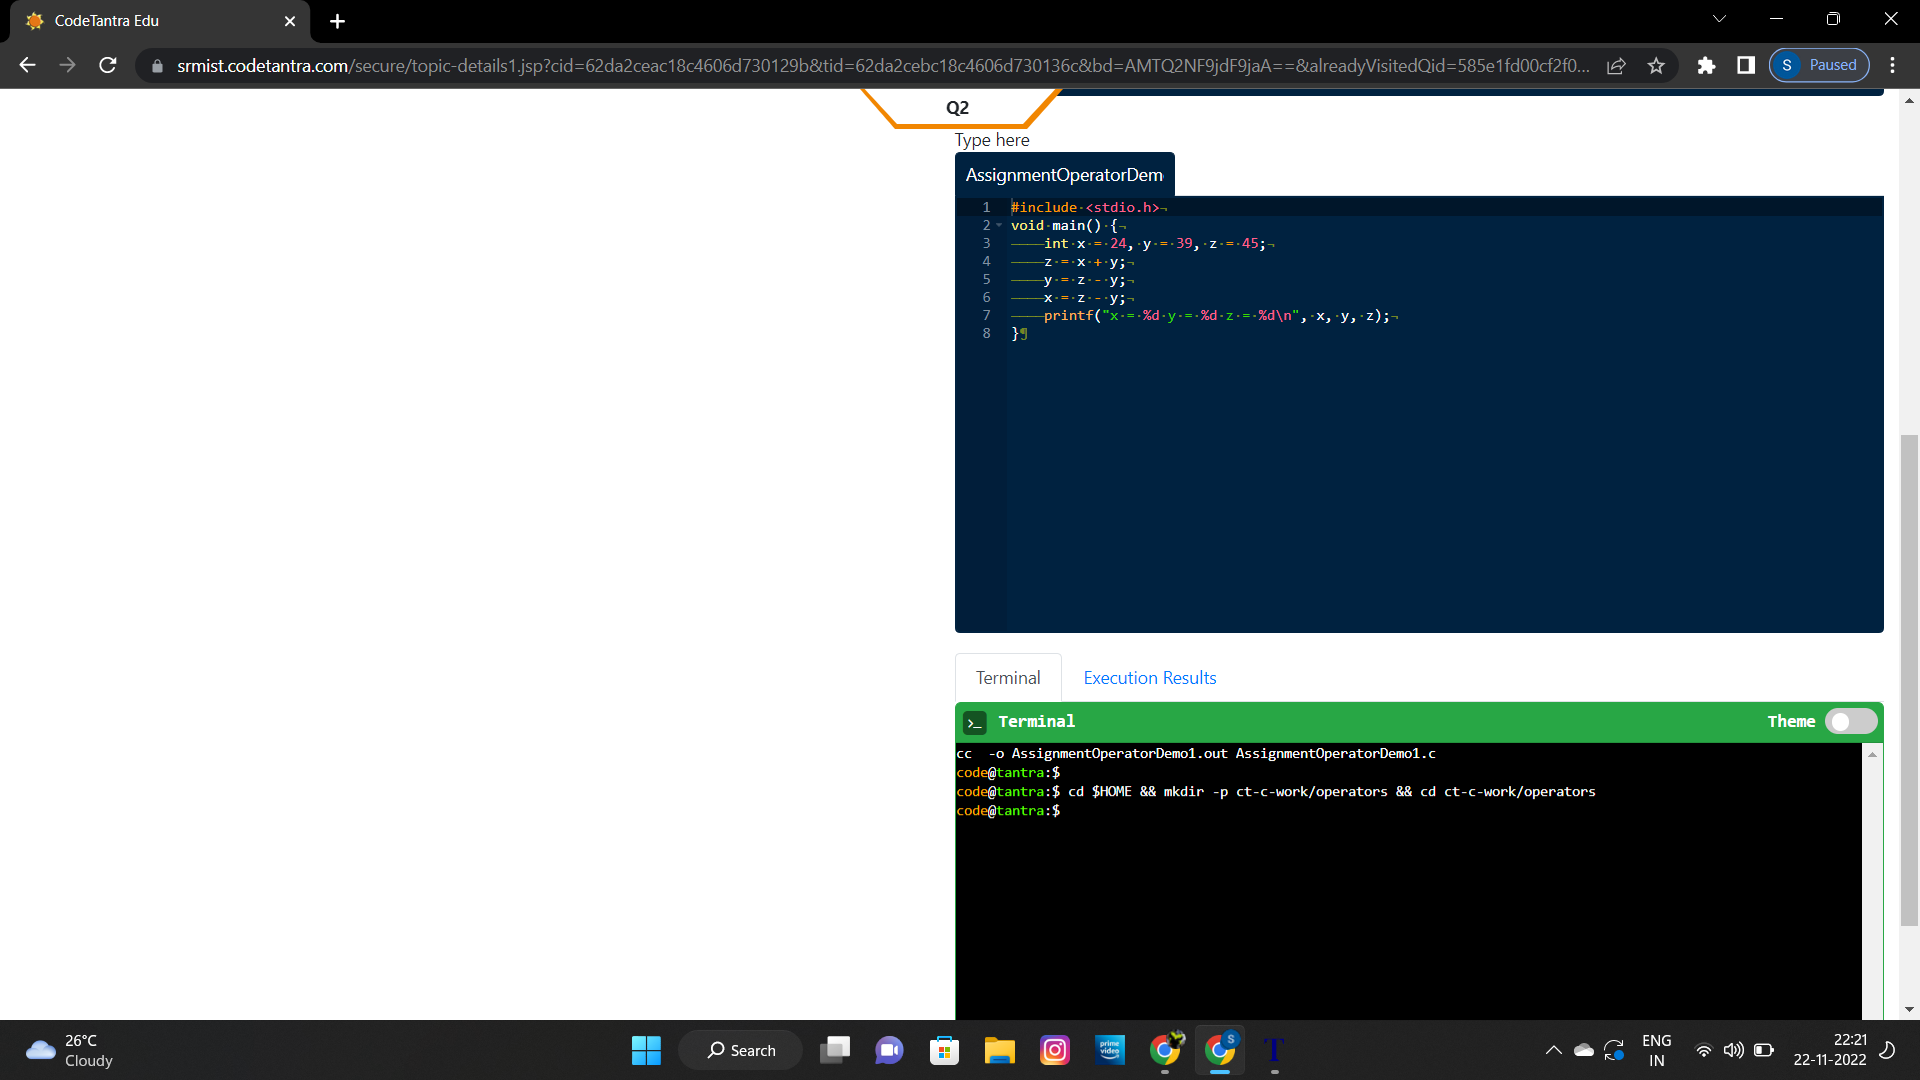 CodeTantra Edu
srmist.codetantra.com/secure/topic-details1.jsp?cid=62da2ceac18c4606d730129b&tid=62da2cebc18c4606d730136c&bd=AMTQ2NF9jdF9jaA==&alreadyVisitedQid=585e1fd00cf2f0...
S Paused
Q2
Type here
AssignmentOperatorDem
1 #include <stdio.h>
2 void main() {
3 int x = 24, y = 39, z = 45;
4 z = x + y;
5 y = z - y;
6 x = z - y;
7 printf("x = %d y = %d z = %d\n", x, y, z);
8 }
Terminal Execution Results
Terminal Theme
cc -o AssignmentOperatorDemo1.out AssignmentOperatorDemo1.c
code@tantra:$
code@tantra:$ cd $HOME && mkdir -p ct-c-work/operators && cd ct-c-work/operators
code@tantra:$
26°C
Cloudy
Search
prime video
S
T
ENG
IN
22:21
22-11-2022